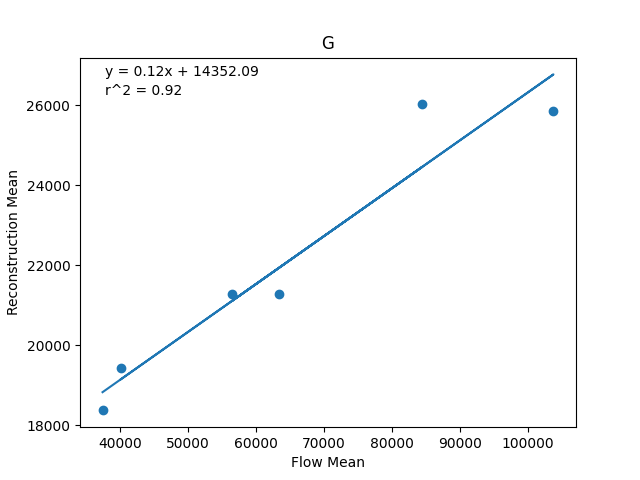 G
y = 0.12x + 14352.09
r^2 = 0.92
26000
24000
22000
20000
18000
Reconstruction Mean
40000 50000 60000 70000 80000 90000 100000
Flow Mean